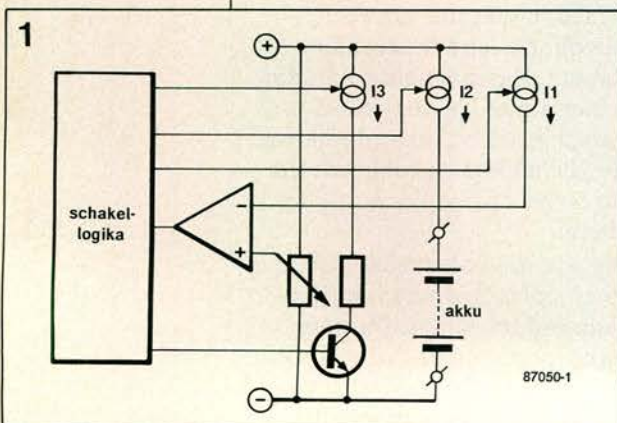 1
+
I3
I2
I1
schakel-
logika
-
+
akku
-
87050-1